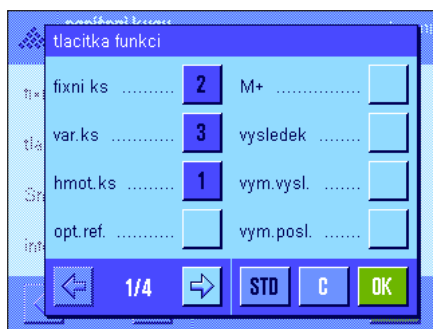 tlacitka funkci
fixni ks .......... 2
M+ ................
var.ks ............ 3
vysledek ..........
hmot.ks ......... 1
vym.vysl. .......
opt.ref. ...........
vym.posl. .......
1/4
STD
C
OK